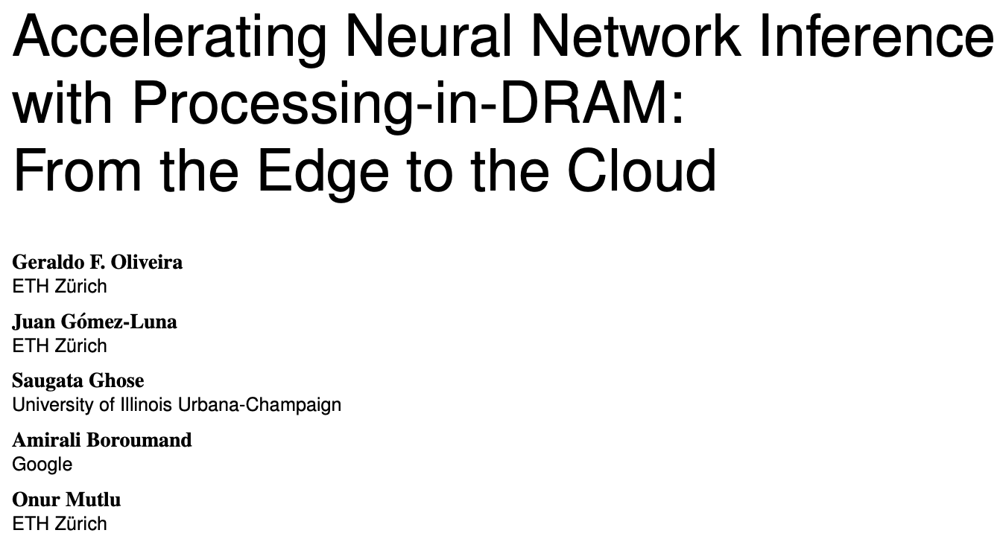 Accelerating Neural Network Inference
with Processing-in-DRAM:
From the Edge to the Cloud
Geraldo F. Oliveira
ETH Zürich
Juan Gómez-Luna
ETH Zürich
Saugata Ghose
University of Illinois Urbana-Champaign
Amirali Boroumand
Google
Onur Mutlu
ETH Zürich